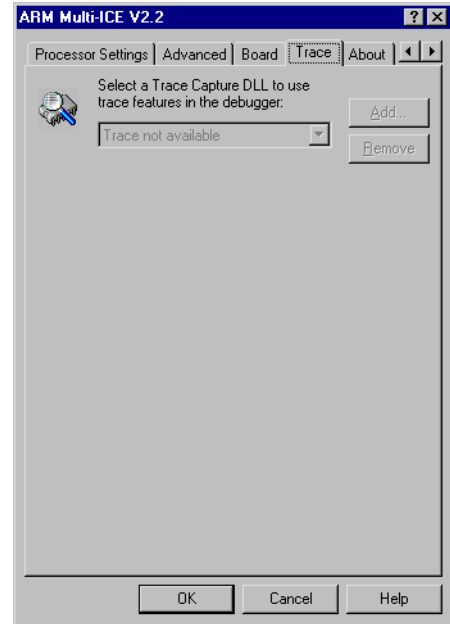 ARM Multi-ICE V2.2
Processor Settings Advanced Board Trace About
Select a Trace Capture DLL to use
trace features in the debugger:
Add...
Trace not available
Remove
OK Cancel Help